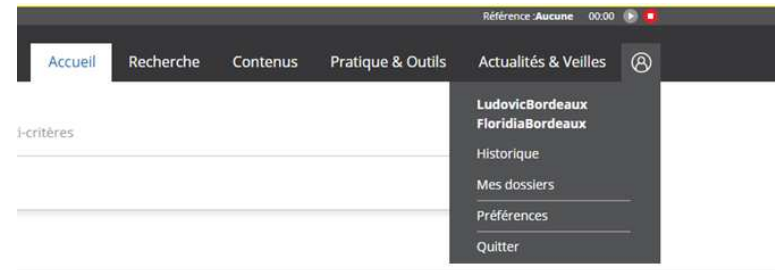 Référence :Aucune 00:00
Accueil Recherche Contenus Pratique & Outils Actualités & Veilles
LudovicBordeaux
FloridiaBordeaux
i-critères
Historique
Mes dossiers
Préférences
Quitter